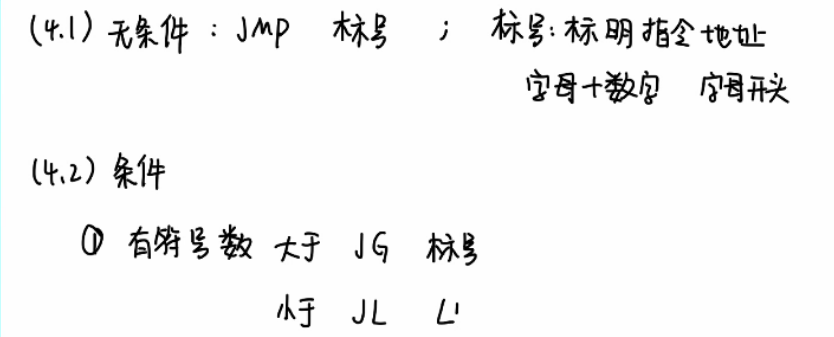 (4.1) 无条件：JMP 标号 ； 标号：标明指令地址
字母+数字 字母开头
(4.2) 条件
① 有符号数 大于 JG 标号
小于 JL L1